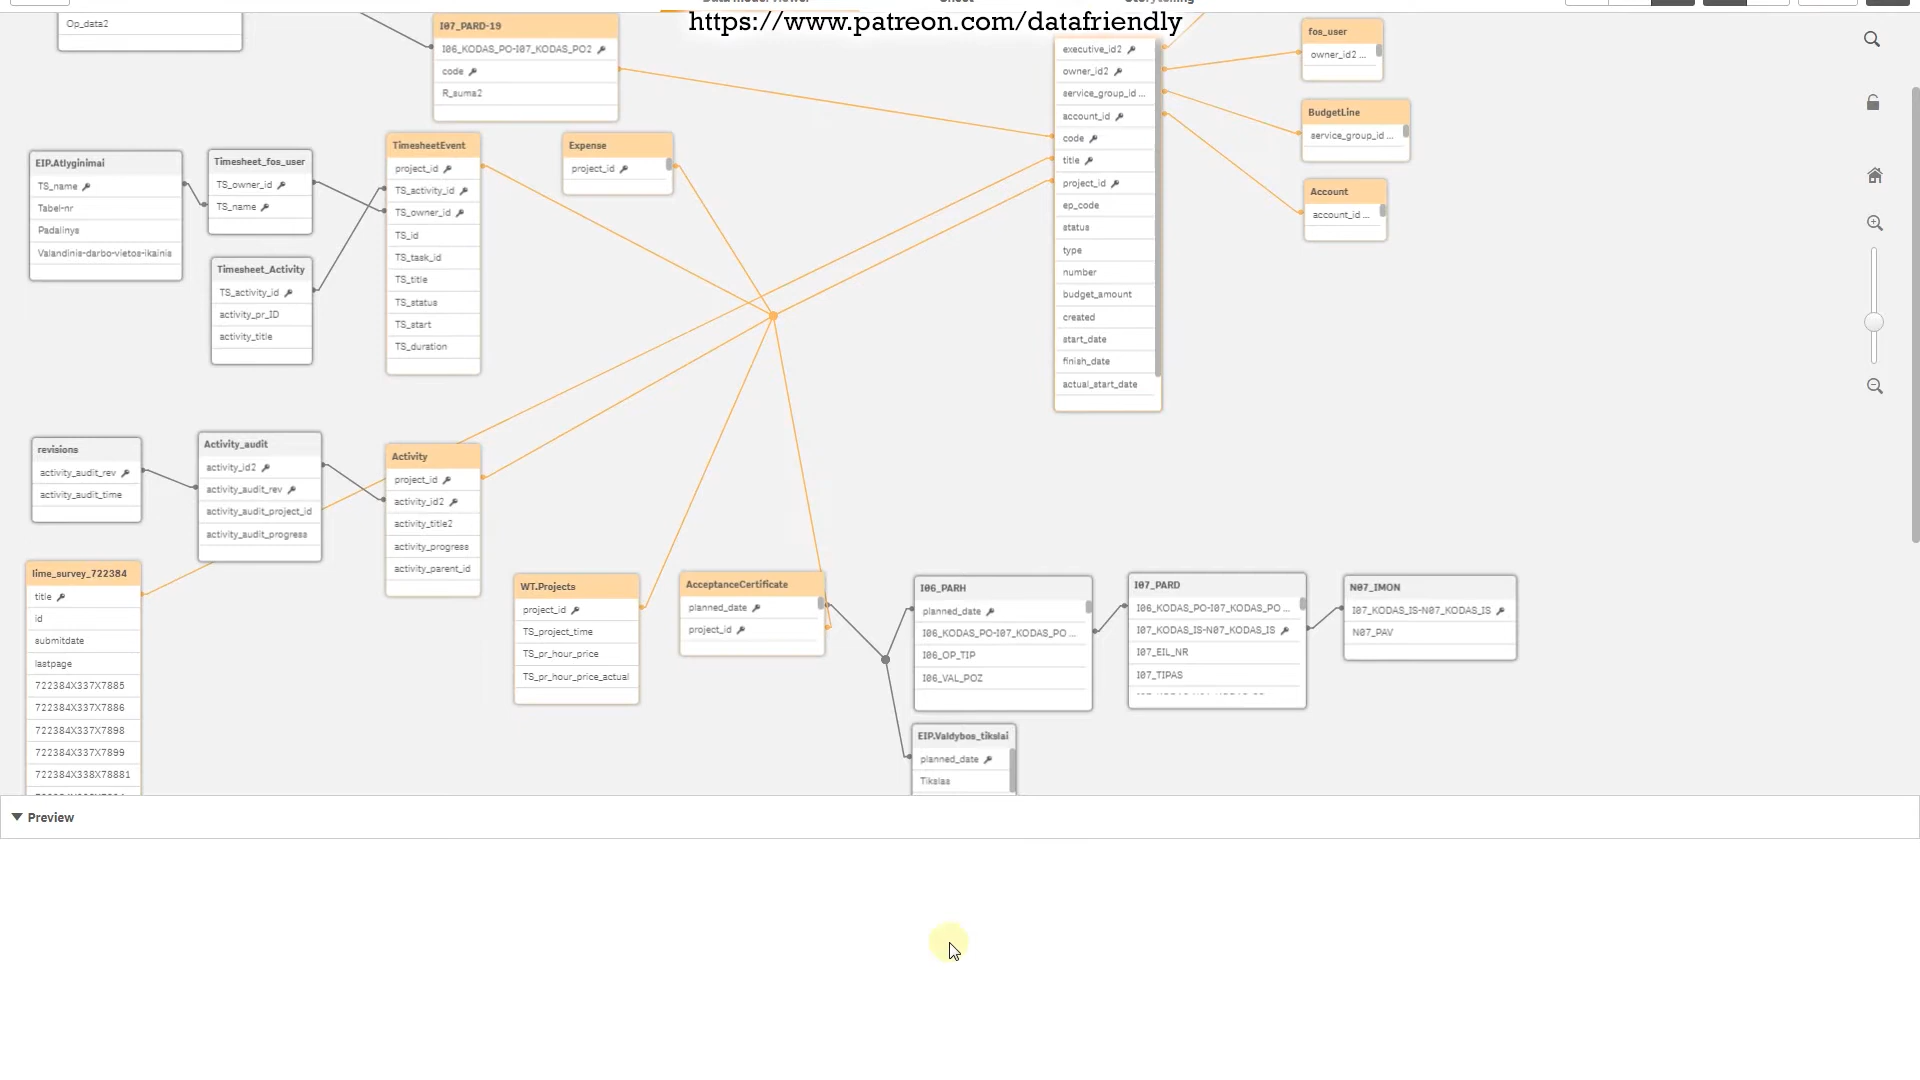 https://www.patreon.com/datafriendly
Op_data2
I07_PARD-19
I06_KODAS_PO-I07_KODAS_PO2
code
R_suma2
executive_id2
owner_id2
service_group_id ...
account_id
code
title
project_id
ep_code
status
type
number
budget_amount
created
start_date
finish_date
actual_start_date
fos_user
owner_id2 ...
BudgetLine
service_group_id ...
Account
account_id ...
EIP.Atlyginimai
TS_name
Tabel-nr
Padalinys
Valandinis-darbo-vietos-ikainis
Timesheet_fos_user
TS_owner_id
TS_name
Timesheet_Activity
TS_activity_id
activity_pr_ID
activity_title
TimesheetEvent
project_id
TS_activity_id
TS_owner_id
TS_id
TS_task_id
TS_title
TS_status
TS_start
TS_duration
Expense
project_id
revisions
activity_audit_rev
activity_audit_time
Activity_audit
activity_id2
activity_audit_rev
activity_audit_project_id
activity_audit_progress
Activity
project_id
activity_id2
activity_title2
activity_progress
activity_parent_id
lime_survey_722384
title
id
submitdate
lastpage
722384X337X7885
722384X337X7886
722384X337X7898
722384X337X7899
722384X338X78881
WT.Projects
project_id
TS_project_time
TS_pr_hour_price
TS_pr_hour_price_actual
AcceptanceCertificate
planned_date
project_id
I06_PARH
planned_date
I06_KODAS_PO-I07_KODAS_PO ...
I06_OP_TIP
I06_VAL_POZ
I07_PARD
I06_KODAS_PO-I07_KODAS_PO ...
I07_KODAS_IS-N07_KODAS_IS
I07_EIL_NR
I07_TIPAS
N07_IMON
I07_KODAS_IS-N07_KODAS_IS
N07_PAV
EIP.Valdybos_tikslai
planned_date
Tikslas
Preview